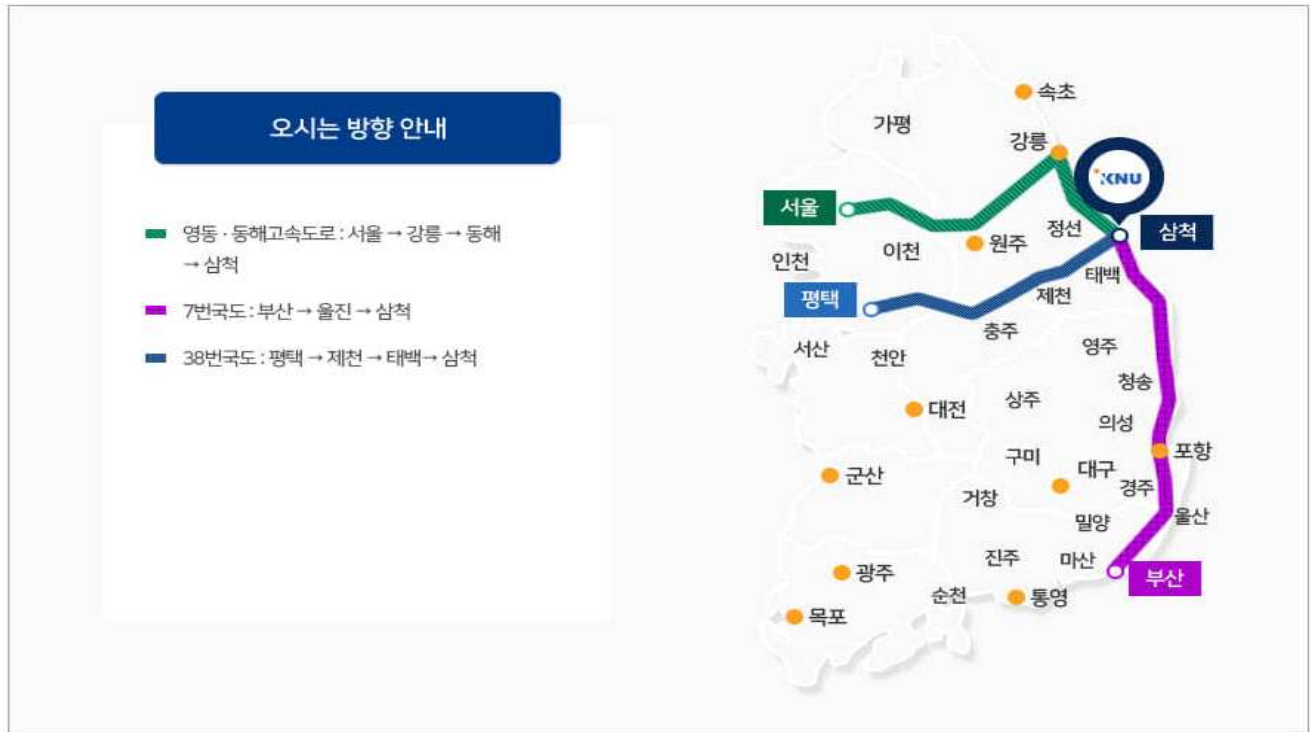 오시는 방향 안내
영동 · 동해고속도로 : 서울 → 강릉 → 동해
→ 삼척
7번국도 : 부산 → 울진 → 삼척
38번국도 : 평택 → 제천 → 태백→ 삼척
속초
가평
강릉
KNU
서울
정선
삼척
원주
이천
인천
태백
평택
제천
충주
서산
천안
영주
청송
상주
대전
의성
포항
구미
대구
군산
경주
거창
울산
밀양
진주
마산
광주
부산
순천
통영
목포